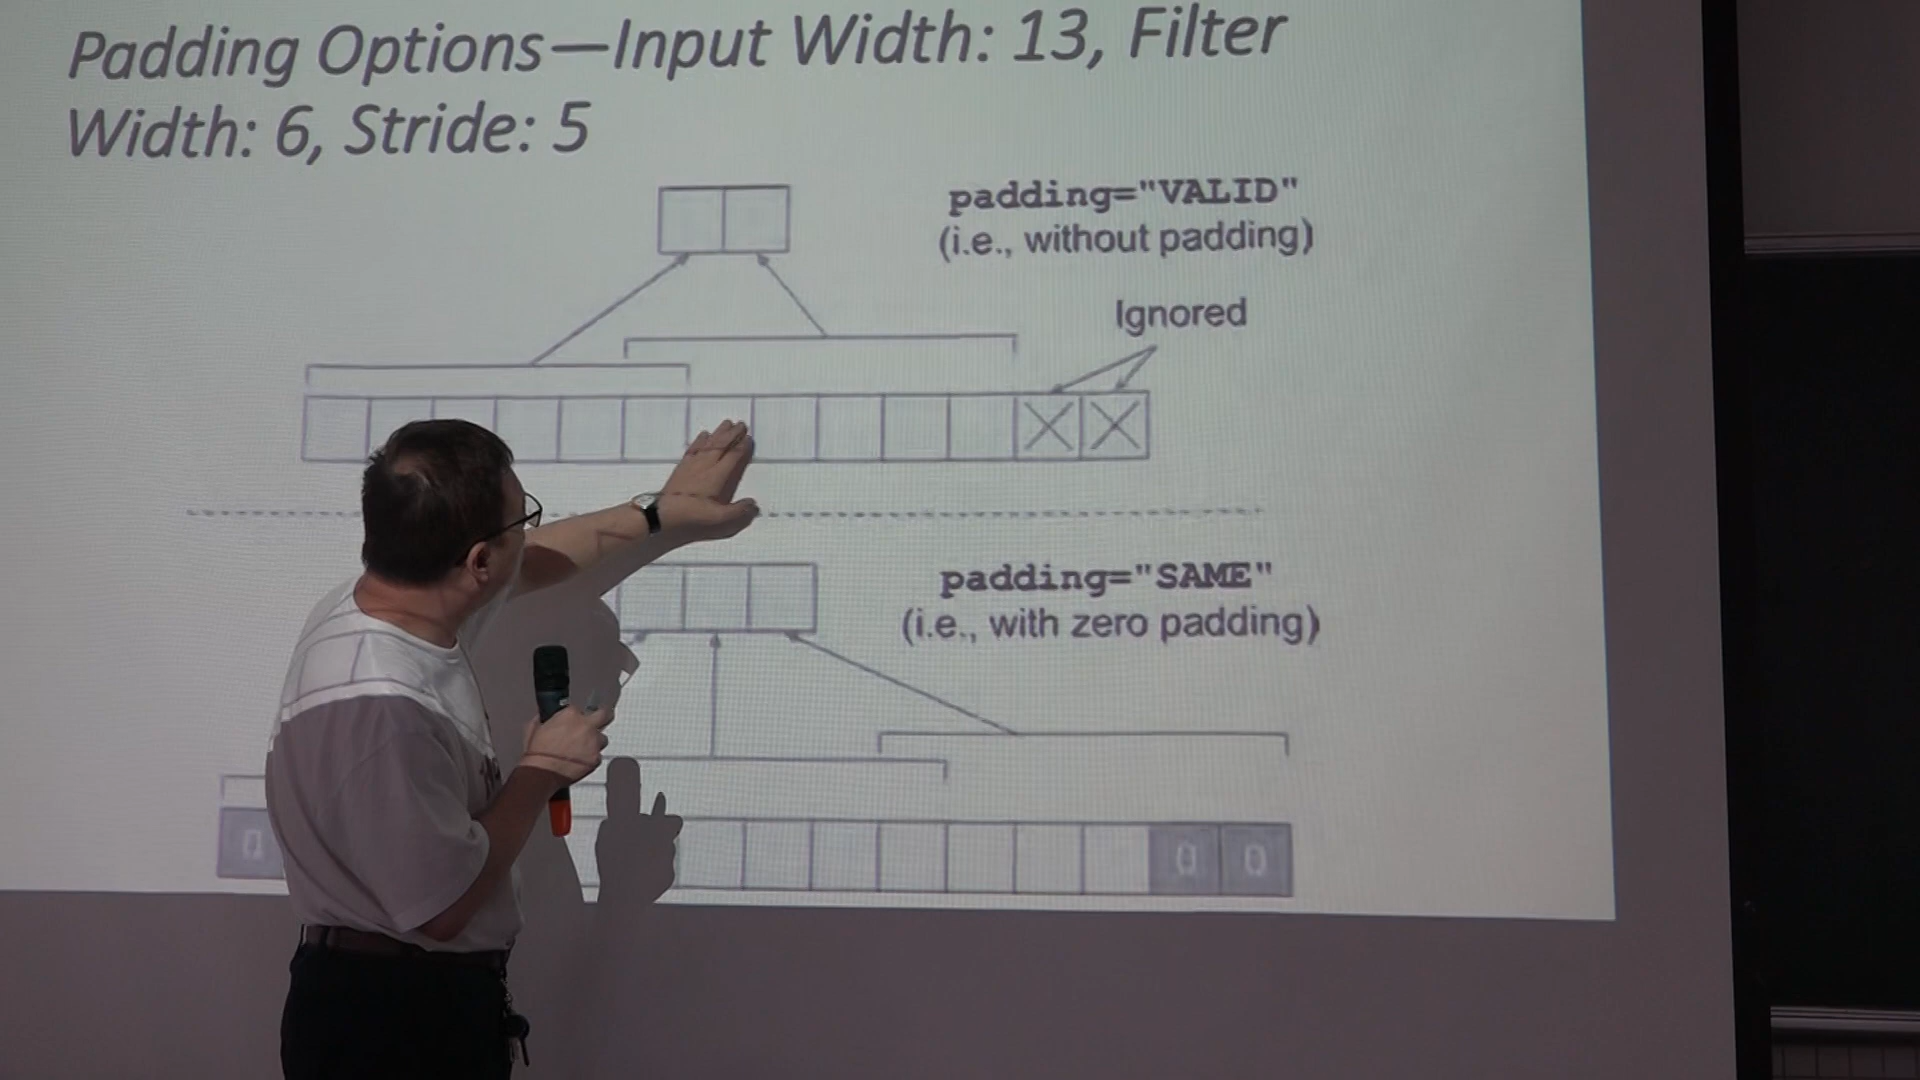 Padding Options—Input Width: 13, Filter
Width: 6, Stride: 5
padding="VALID"
(i.e., without padding)
Ignored
padding="SAME"
(i.e., with zero padding)
0 0 0